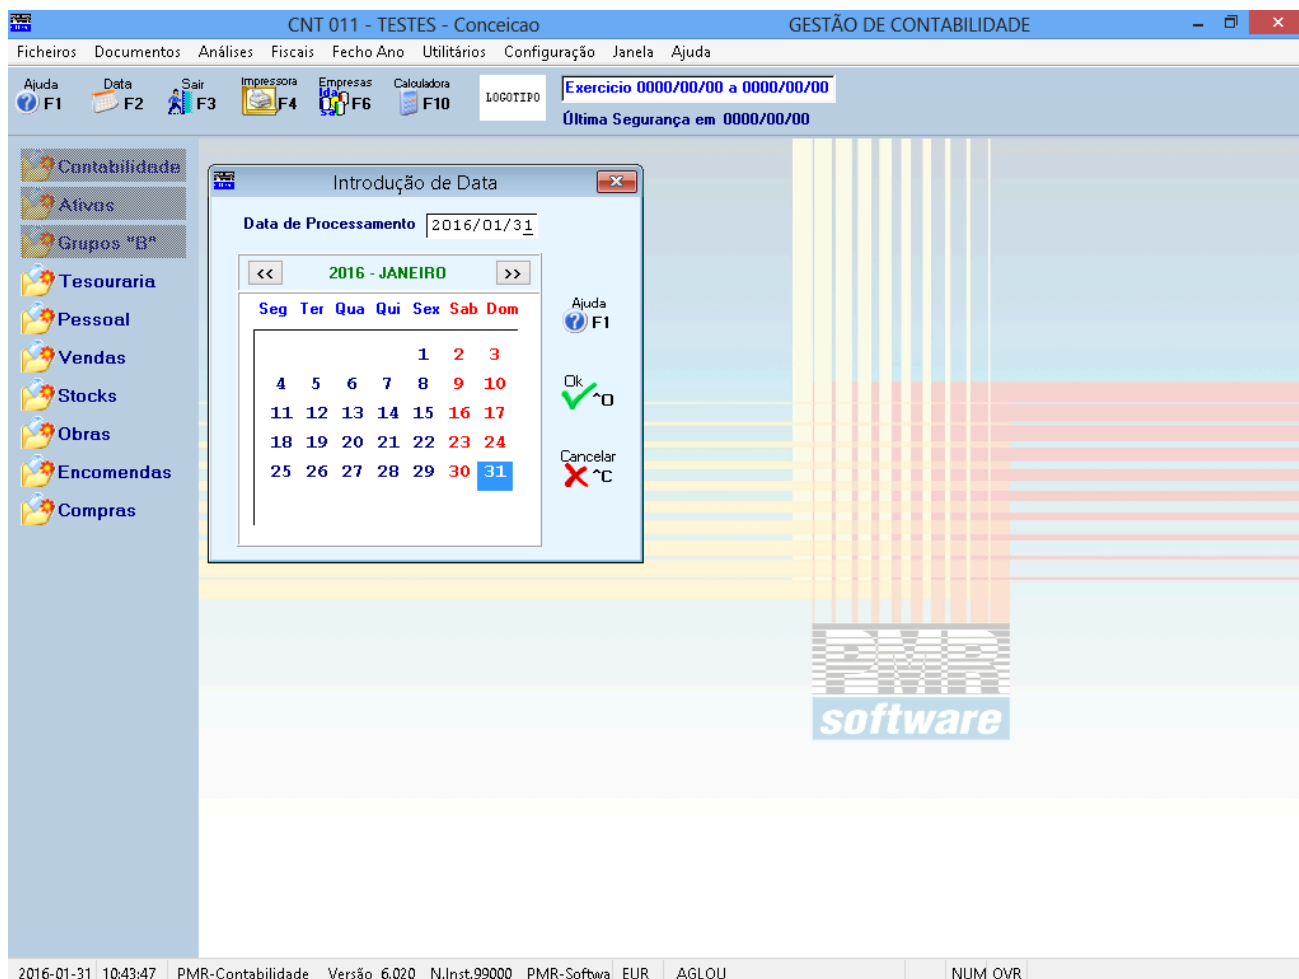 CNT 011 - TESTES - Conceicao GESTÃO DE CONTABILIDADE
Ficheiros Documentos Análises Fiscais Fecho Ano Utilitários Configuração Janela Ajuda
Ajuda F1 Data F2 Sair F3 Impressora F4 Empresas F6 Calculadora F10 LOGOTIPO
Exercicio 0000/00/00 a 0000/00/00
Última Segurança em 0000/00/00
Contabilidade
Ativos
Grupos "B"
Tesouraria
Pessoal
Vendas
Stocks
Obras
Encomendas
Compras
Introdução de Data
Data de Processamento 2016/01/31
<< 2016 - JANEIRO >>
Seg Ter Qua Qui Sex Sab Dom
1 2 3
4 5 6 7 8 9 10
11 12 13 14 15 16 17
18 19 20 21 22 23 24
25 26 27 28 29 30 31
Ajuda
F1
Ok
^O
Cancelar
^C
PMR
software
2016-01-31 10:43:47 PMR-Contabilidade Versão 6.020 N.Inst.99000 PMR-Softwa EUR AGLOU NUM OVR